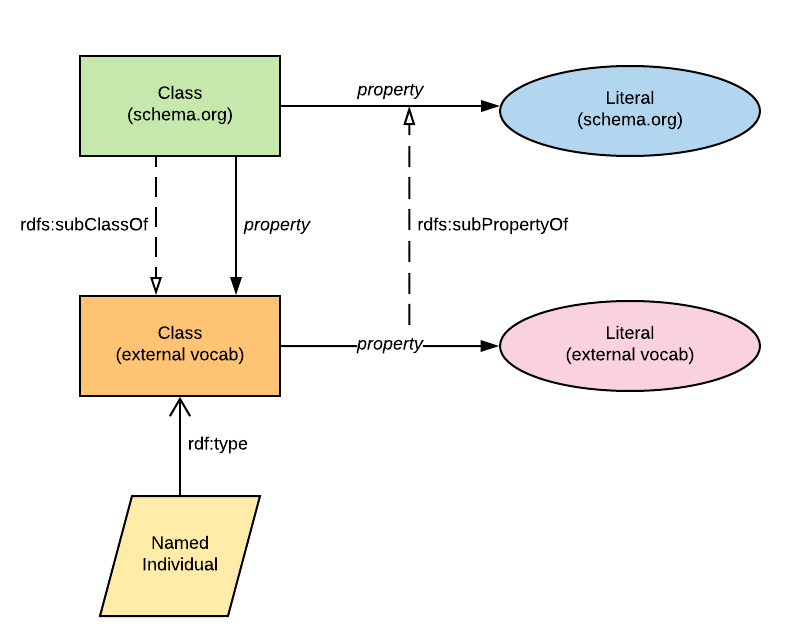 Class
(schema.org)
property
Literal
(schema.org)
rdfs:subClassOf
property
rdfs:subPropertyOf
Class
(external vocab)
property
Literal
(external vocab)
rdf:type
Named
Individual